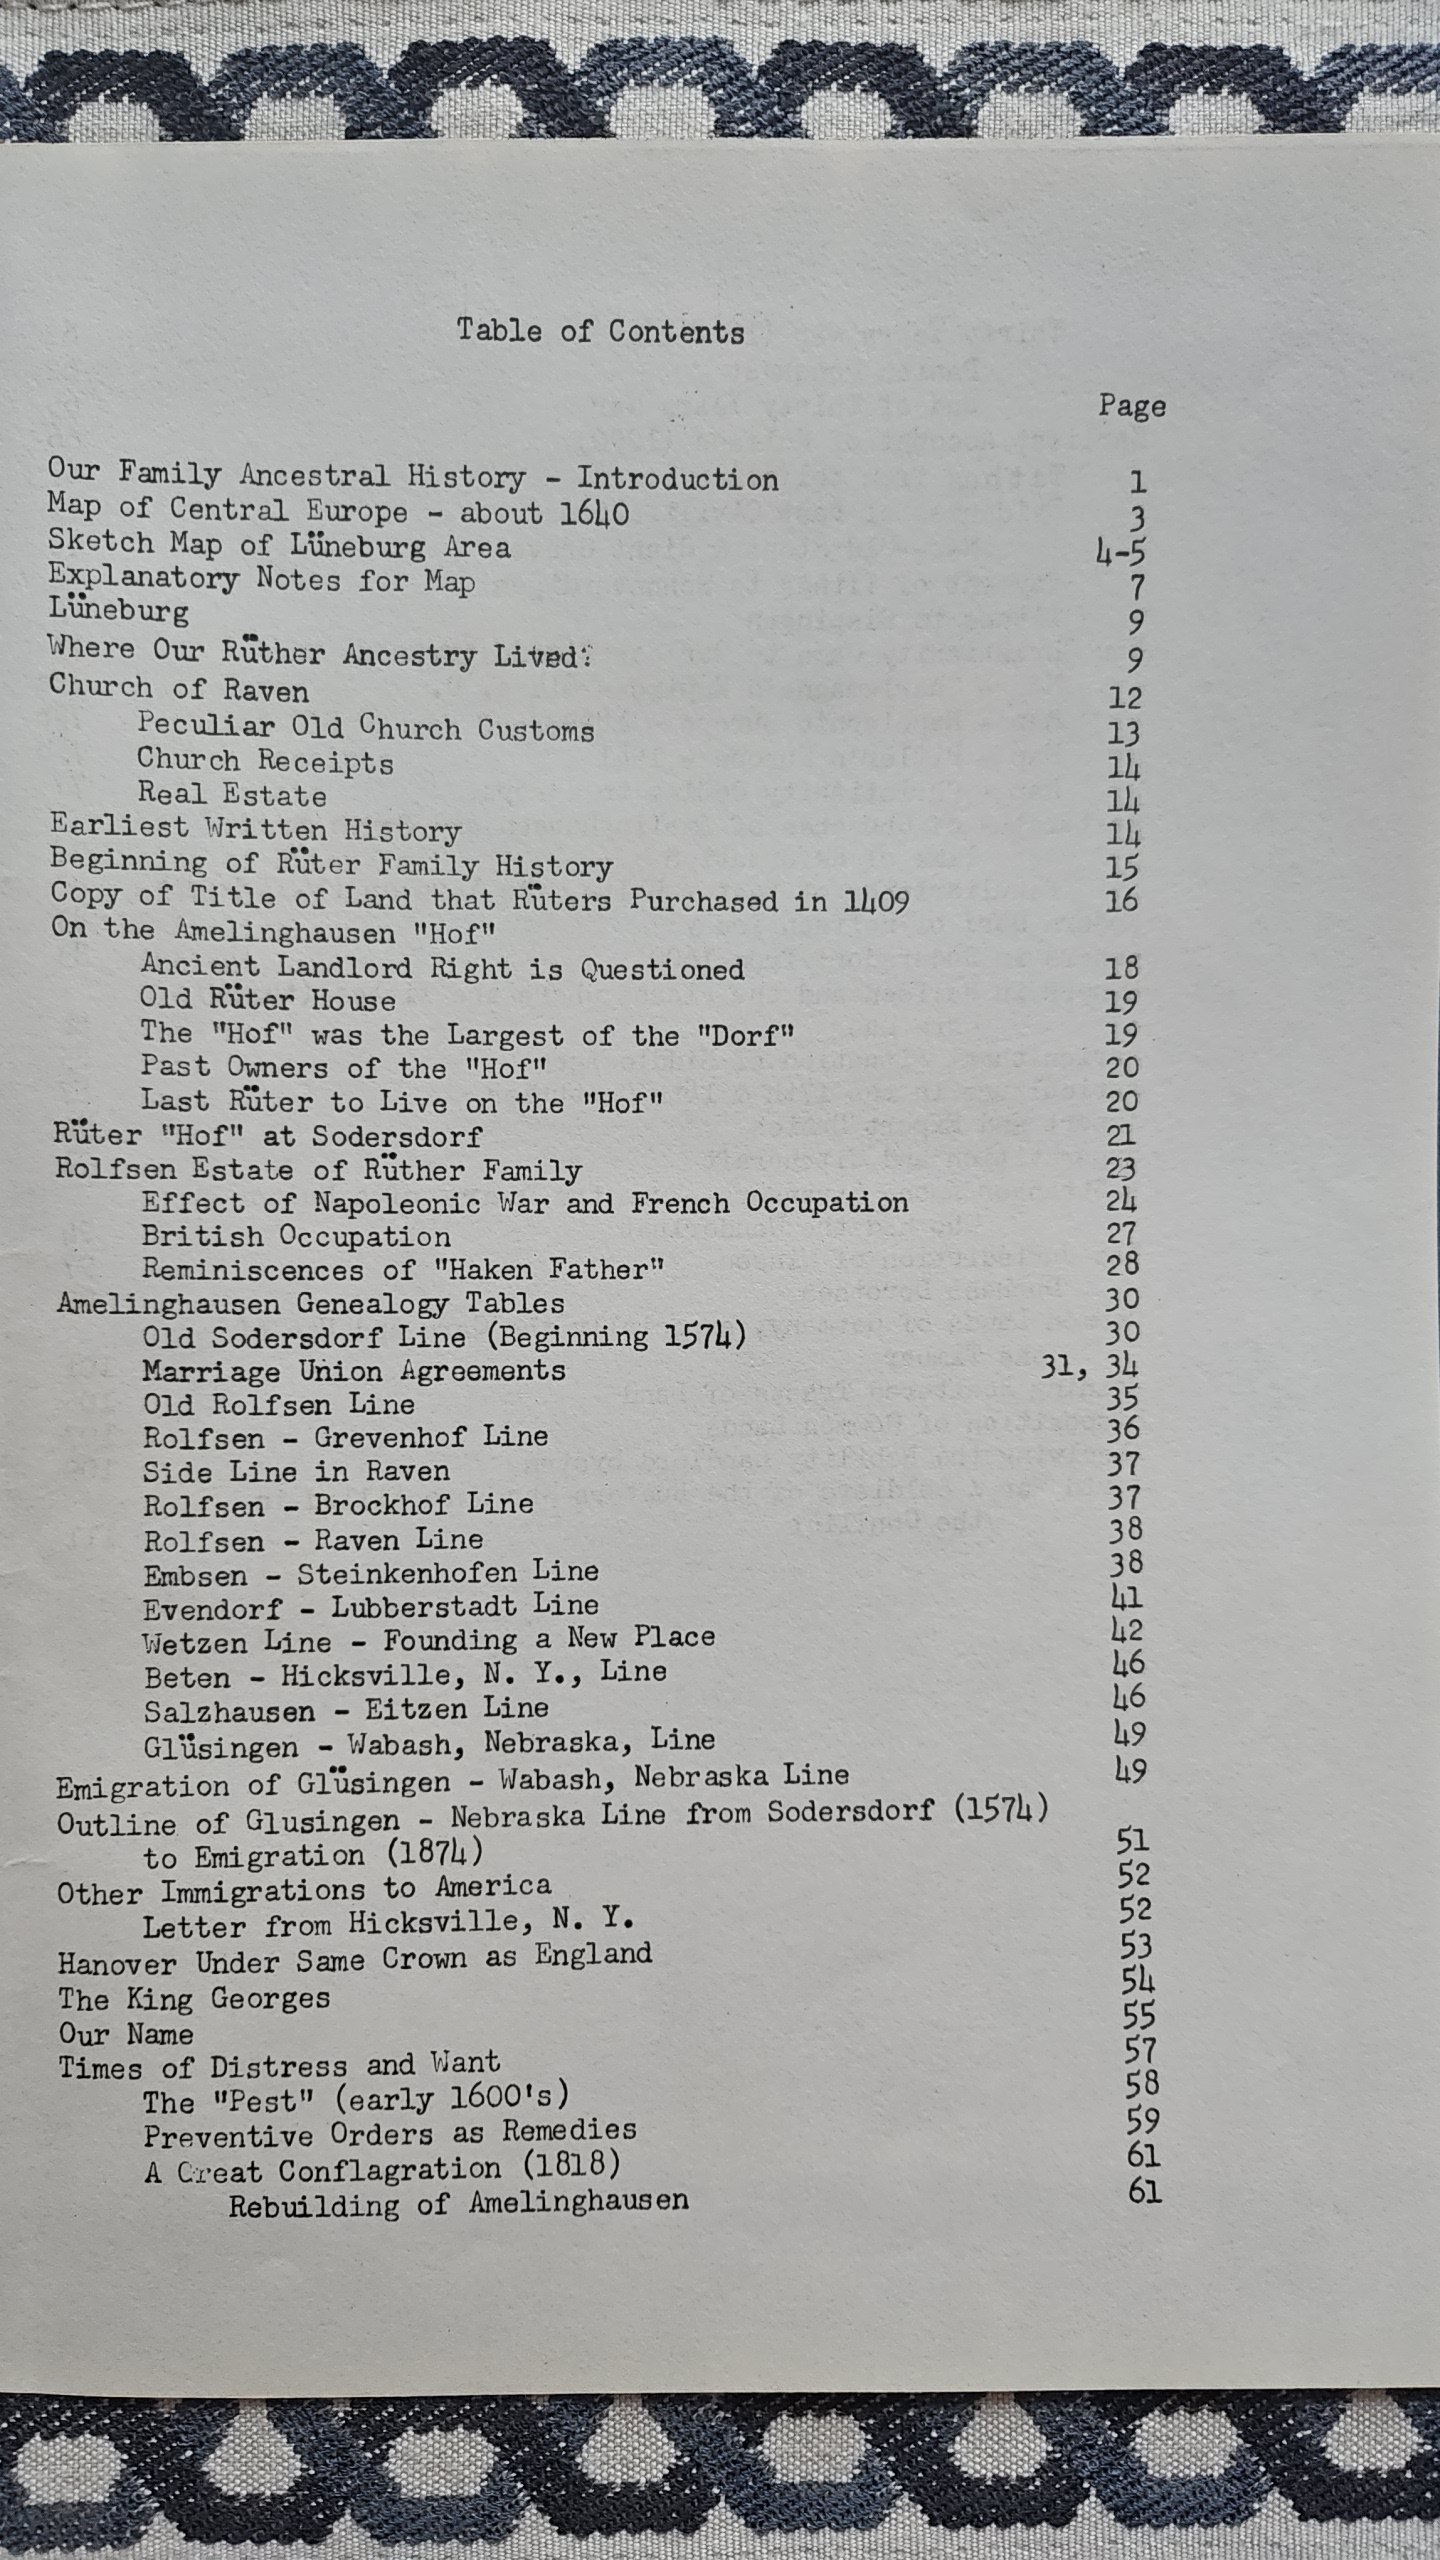 Table of Contents
Page
Our Family Ancestral History - Introduction 1
Map of Central Europe - about 1640 3
Sketch Map of Lüneburg Area 4-5
Explanatory Notes for Map 7
Lüneburg 9
Where Our Rüther Ancestry Lived: 9
Church of Raven 12
Peculiar Old Church Customs 13
Church Receipts 14
Real Estate 14
Earliest Written History 14
Beginning of Rüter Family History 15
Copy of Title of Land that Rüters Purchased in 1409 16
On the Amelinghausen "Hof"
Ancient Landlord Right is Questioned 18
Old Rüter House 19
The "Hof" was the Largest of the "Dorf" 19
Past Owners of the "Hof" 20
Last Rüter to Live on the "Hof" 20
Rüter "Hof" at Sodersdorf 21
Rolfsen Estate of Rüther Family 23
Effect of Napoleonic War and French Occupation 24
British Occupation 27
Reminiscences of "Haken Father" 28
Amelinghausen Genealogy Tables 30
Old Sodersdorf Line (Beginning 1574) 30
Marriage Union Agreements 31, 34
Old Rolfsen Line 35
Rolfsen - Grevenhof Line 36
Side Line in Raven 37
Rolfsen - Brockhof Line 37
Rolfsen - Raven Line 38
Embsen - Steinkenhofen Line 38
Evendorf - Lubberstadt Line 41
Wetzen Line - Founding a New Place 42
Beten - Hicksville, N. Y., Line 46
Salzhausen - Eitzen Line 46
Glüsingen - Wabash, Nebraska, Line 49
Emigration of Glüsingen - Wabash, Nebraska Line 49
Outline of Glusingen - Nebraska Line from Sodersdorf (1574)
to Emigration (1874) 51
Other Immigrations to America 52
Letter from Hicksville, N. Y. 52
Hanover Under Same Crown as England 53
The King Georges 54
Our Name 55
Times of Distress and Want 57
The "Pest" (early 1600's) 58
Preventive Orders as Remedies 59
A Great Conflagration (1818) 61
Rebuilding of Amelinghausen 61